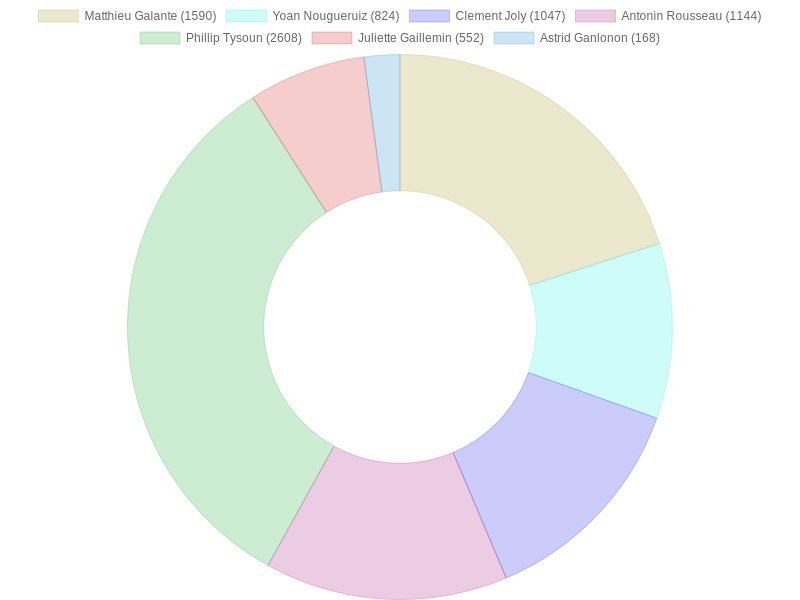 Matthieu Galante (1590) Yoan Nougueruiz (824) Clement Joly (1047) Antonin Rousseau (1144)
Phillip Tysoun (2608) Juliette Gaillemin (552) Astrid Ganlonon (168)